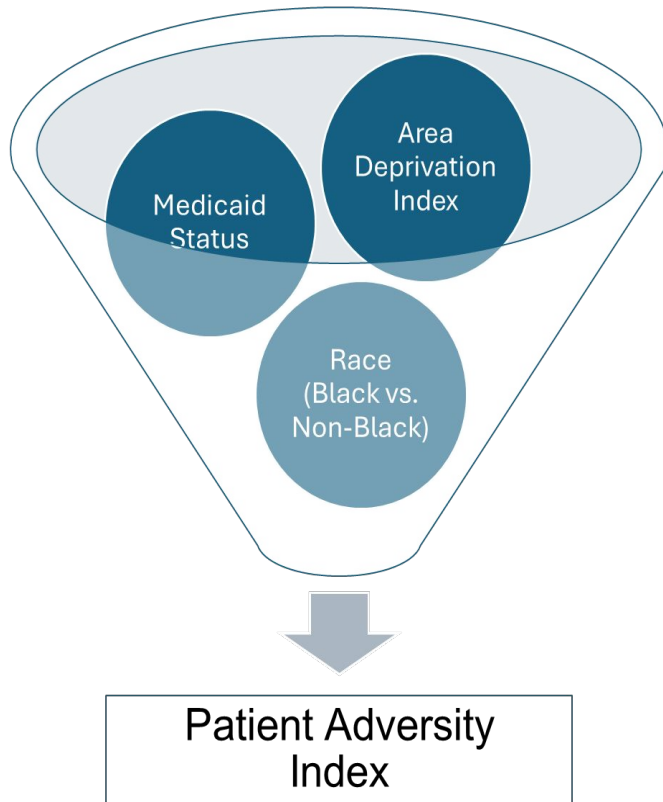 Area
Deprivation
Index
Medicaid
Status
Race
(Black vs.
Non-Black)
Patient Adversity
Index